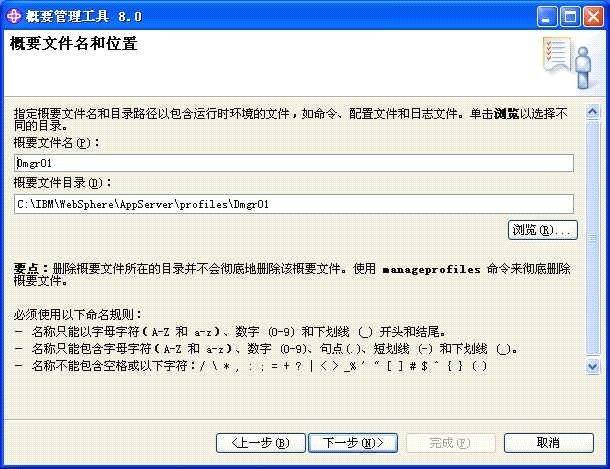 概要管理工具 8.0
概要文件名和位置
指定概要文件名和目录路径以包含运行时环境的文件，如命令、配置文件和日志文件。单击浏览以选择不
同的目录。
概要文件名(P)：
Dmgr01
概要文件目录(D)：
C:\IBM\WebSphere\AppServer\profiles\Dmgr01
浏览(R)...
要点：删除概要文件所在的目录并不会彻底地删除该概要文件。使用 manageprofiles 命令来彻底删除
概要文件。
必须使用以下命名规则：
— 名称只能以字母字符(A-Z 和 a-z)、数字 (0-9) 和下划线 (_) 开头和结尾。
— 名称只能包含字母字符(A-Z 和 a-z)、数字 (0-9)、句点(.)、短划线 (-) 和下划线 (_)。
— 名称不能包含空格或以下字符：/ \ * , : ; = + ? | < > _% ' " [ ] # $ ^ { } ( )
<上一步(B)
下一步(N)>
完成(F)
取消